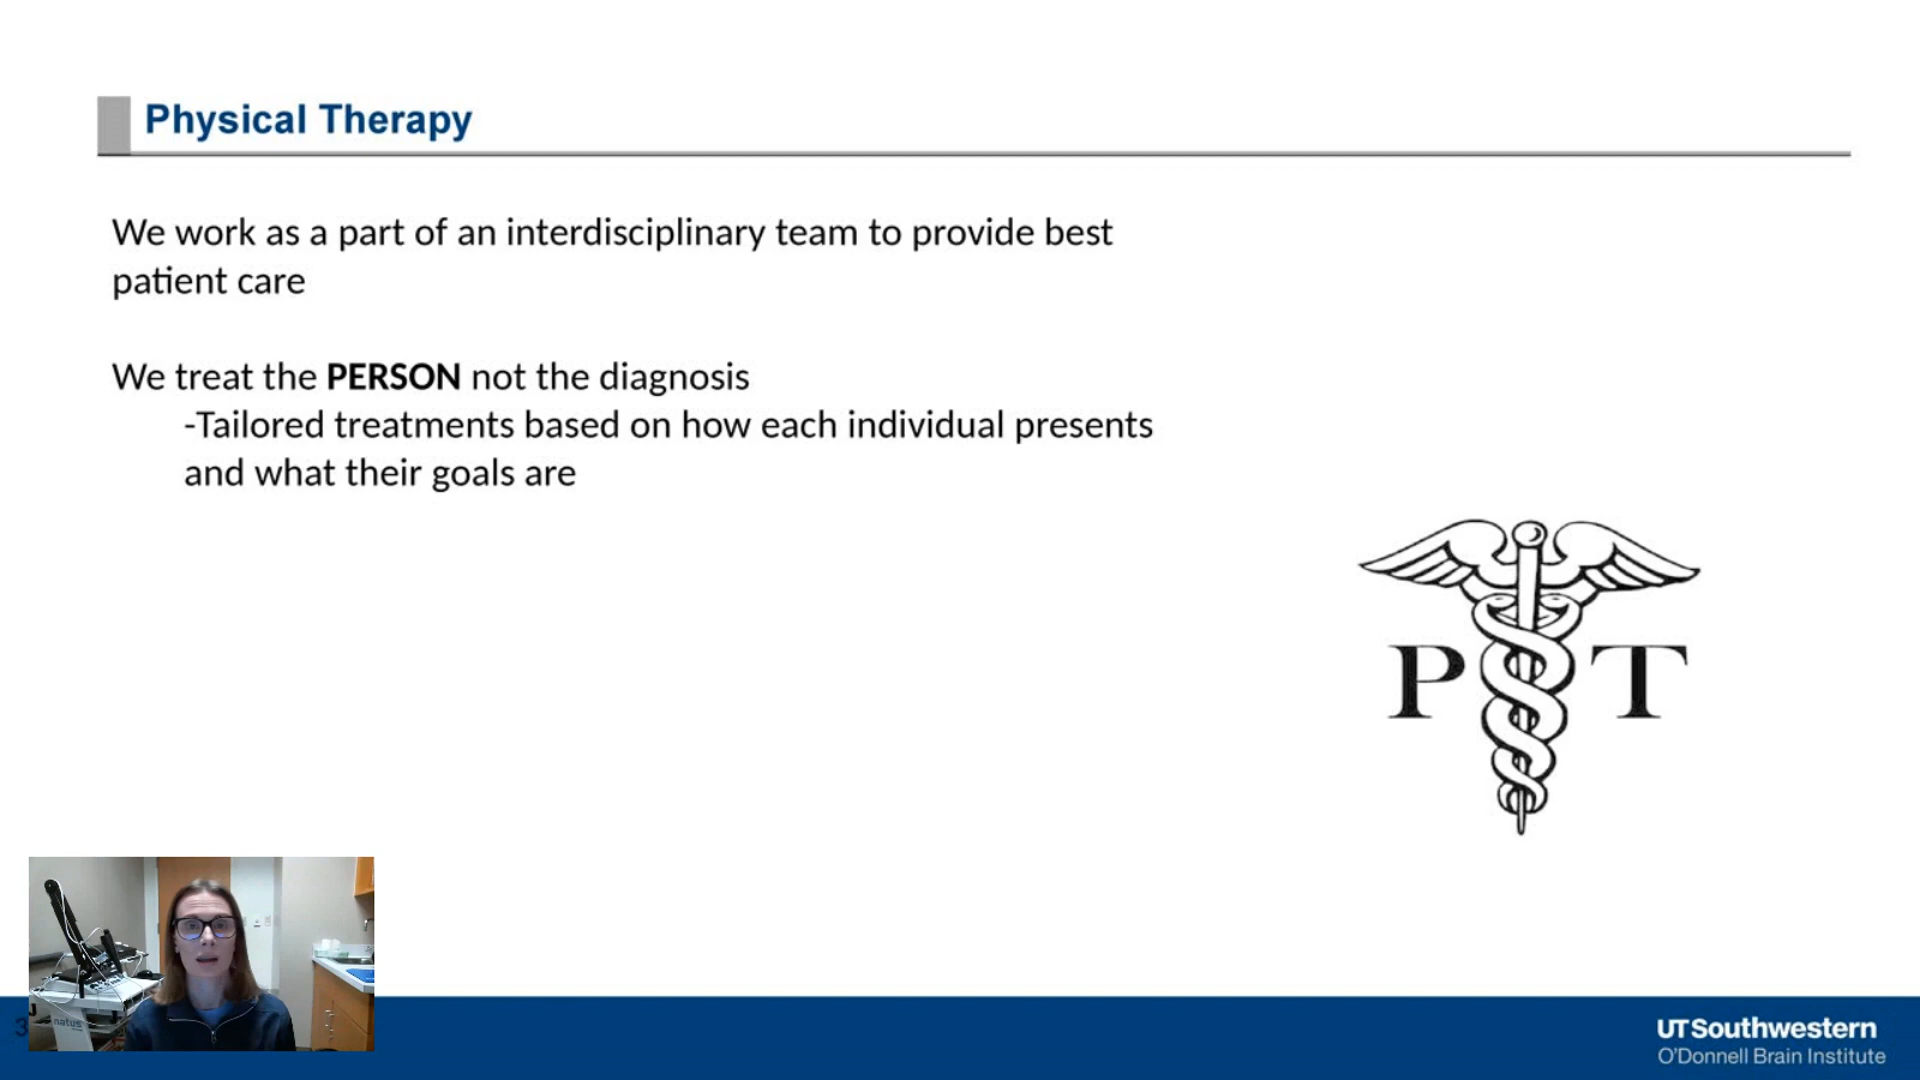 Physical Therapy
We work as a part of an interdisciplinary team to provide best
patient care
We treat the PERSON not the diagnosis
-Tailored treatments based on how each individual presents
and what their goals are
P T
natus
3
UT Southwestern
O'Donnell Brain Institute